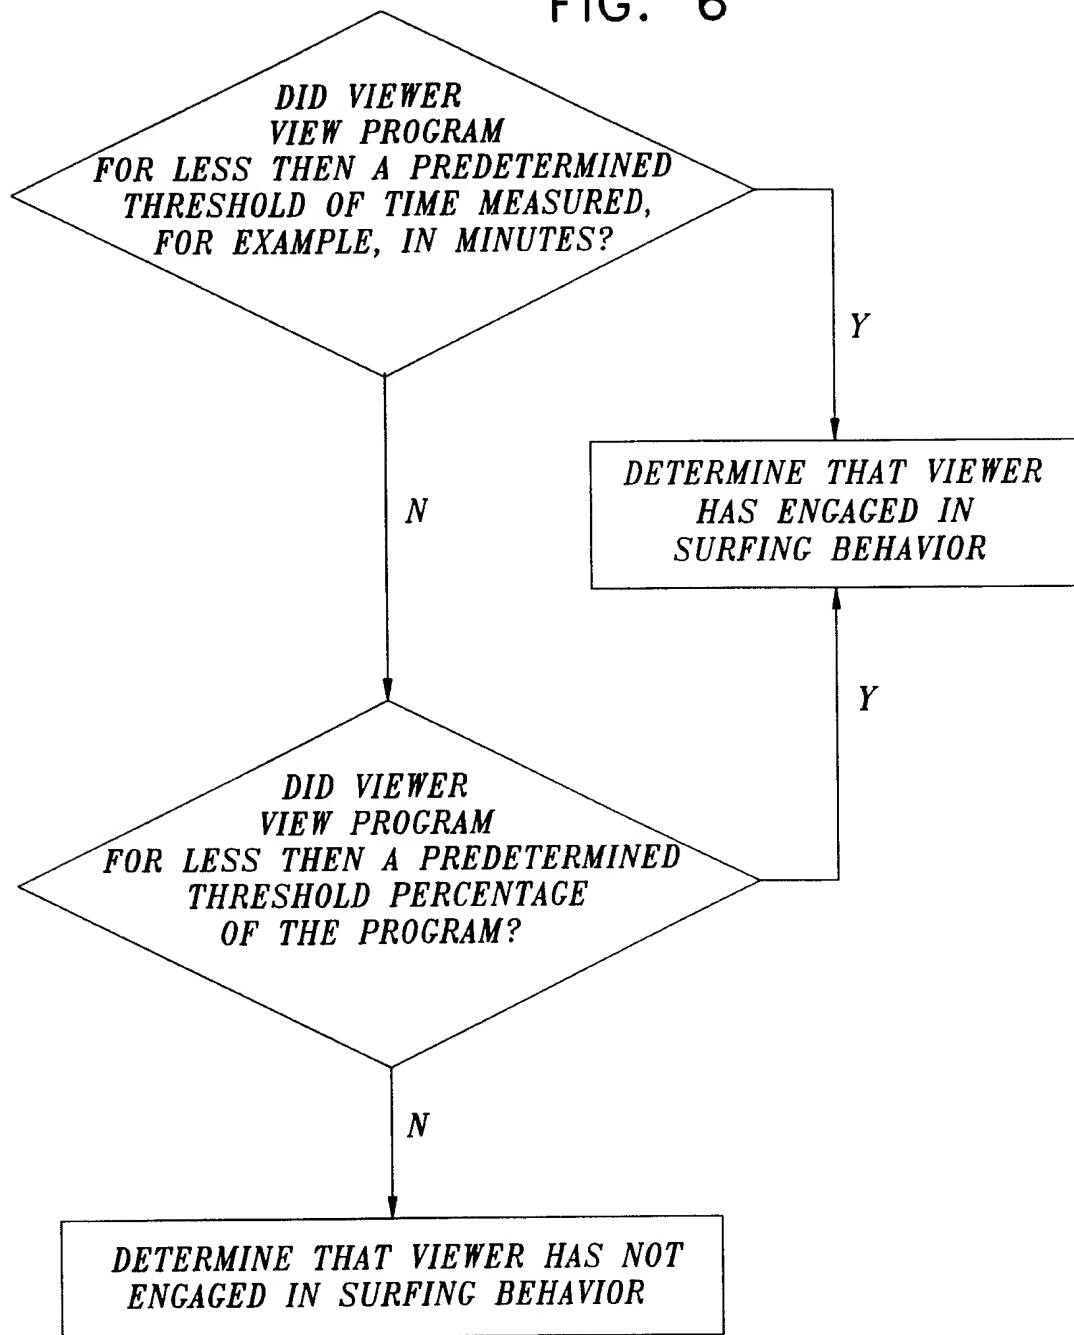 FIG. 6
DID VIEWER
VIEW PROGRAM
FOR LESS THEN A PREDETERMINED
THRESHOLD OF TIME MEASURED,
FOR EXAMPLE, IN MINUTES?
Y
DETERMINE THAT VIEWER
HAS ENGAGED IN
SURFING BEHAVIOR
N
Y
DID VIEWER
VIEW PROGRAM
FOR LESS THEN A PREDETERMINED
THRESHOLD PERCENTAGE
OF THE PROGRAM?
N
DETERMINE THAT VIEWER HAS NOT
ENGAGED IN SURFING BEHAVIOR